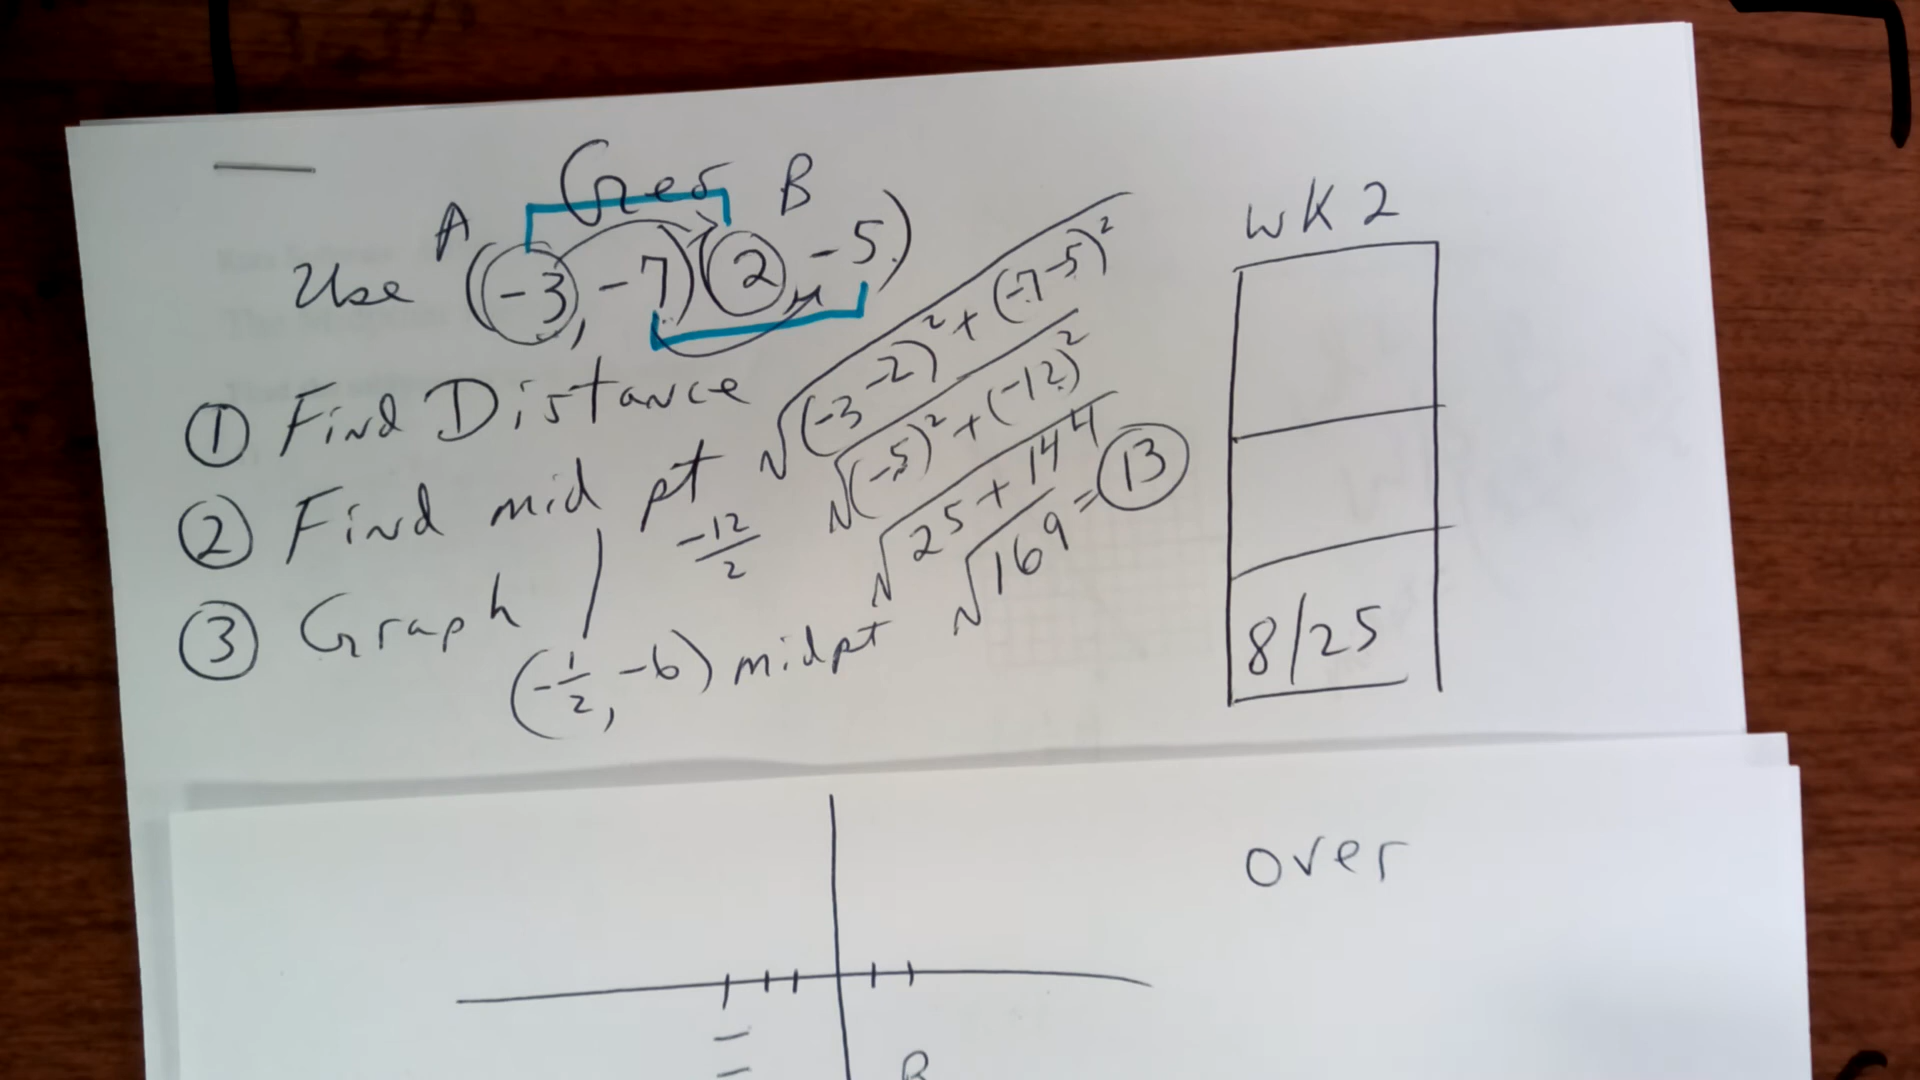 Geo
A B
Use (-3, -7) (2, -5)
① Find Distance
√(-3-2)² + (-7-5)²
√(-5)² + (-12)²
√25 + 144
√169 = 13
② Find mid pt
-12/2
③ Graph
(-1/2, -6) midpt
WK 2
8/25
over
B